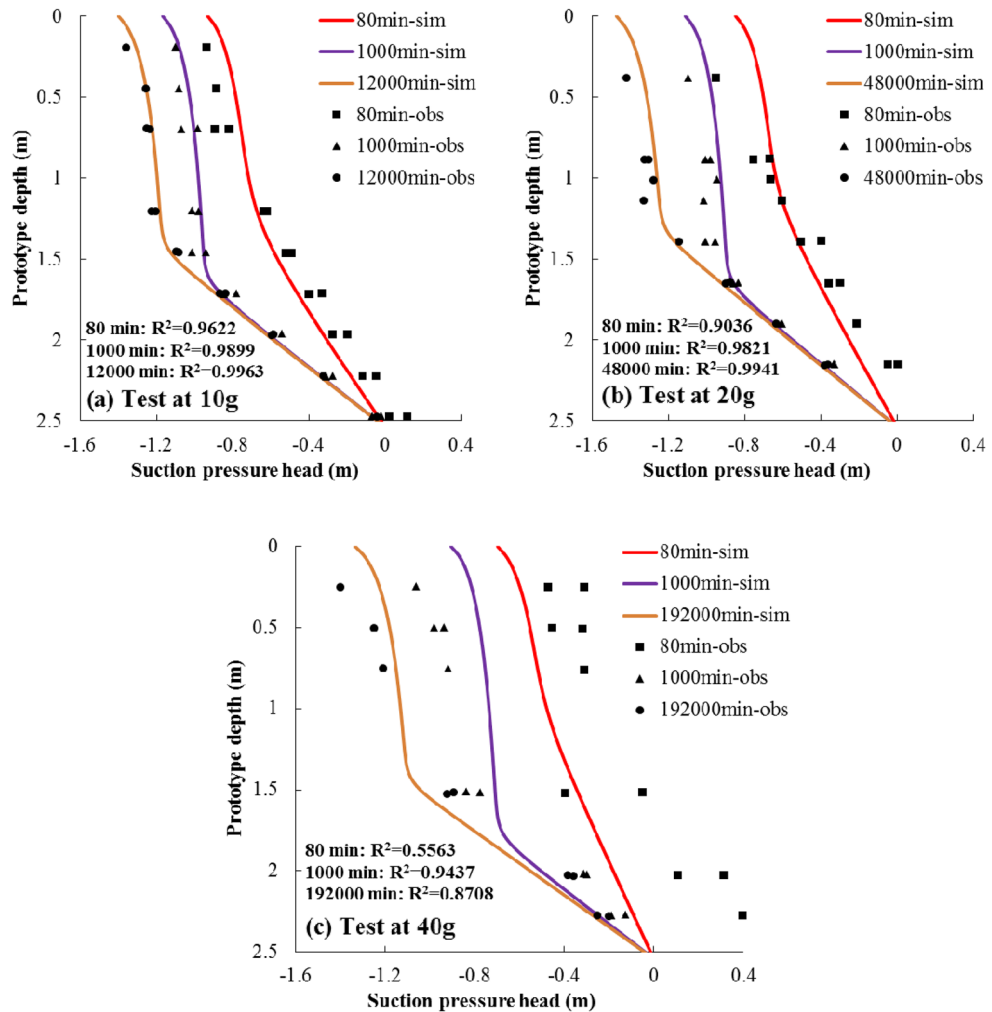 0
0.5
1
1.5
2
2.5
Prototype depth (m)
80min-sim
1000min-sim
12000min-sim
80min-obs
1000min-obs
12000min-obs
80 min: R²=0.9622
1000 min: R²=0.9899
12000 min: R²=0.9963
(a) Test at 10g
-1.6 -1.2 -0.8 -0.4 0 0.4
Suction pressure head (m)
0
0.5
1
1.5
2
2.5
Prototype depth (m)
80min-sim
1000min-sim
48000min-sim
80min-obs
1000min-obs
48000min-obs
80 min: R²=0.9036
1000 min: R²=0.9821
48000 min: R²=0.9941
(b) Test at 20g
-1.6 -1.2 -0.8 -0.4 0 0.4
Suction pressure head (m)
0
0.5
1
1.5
2
2.5
Prototype depth (m)
80min-sim
1000min-sim
192000min-sim
80min-obs
1000min-obs
192000min-obs
80 min: R²=0.5563
1000 min: R²=0.9437
192000 min: R²=0.8708
(c) Test at 40g
-1.6 -1.2 -0.8 -0.4 0 0.4
Suction pressure head (m)